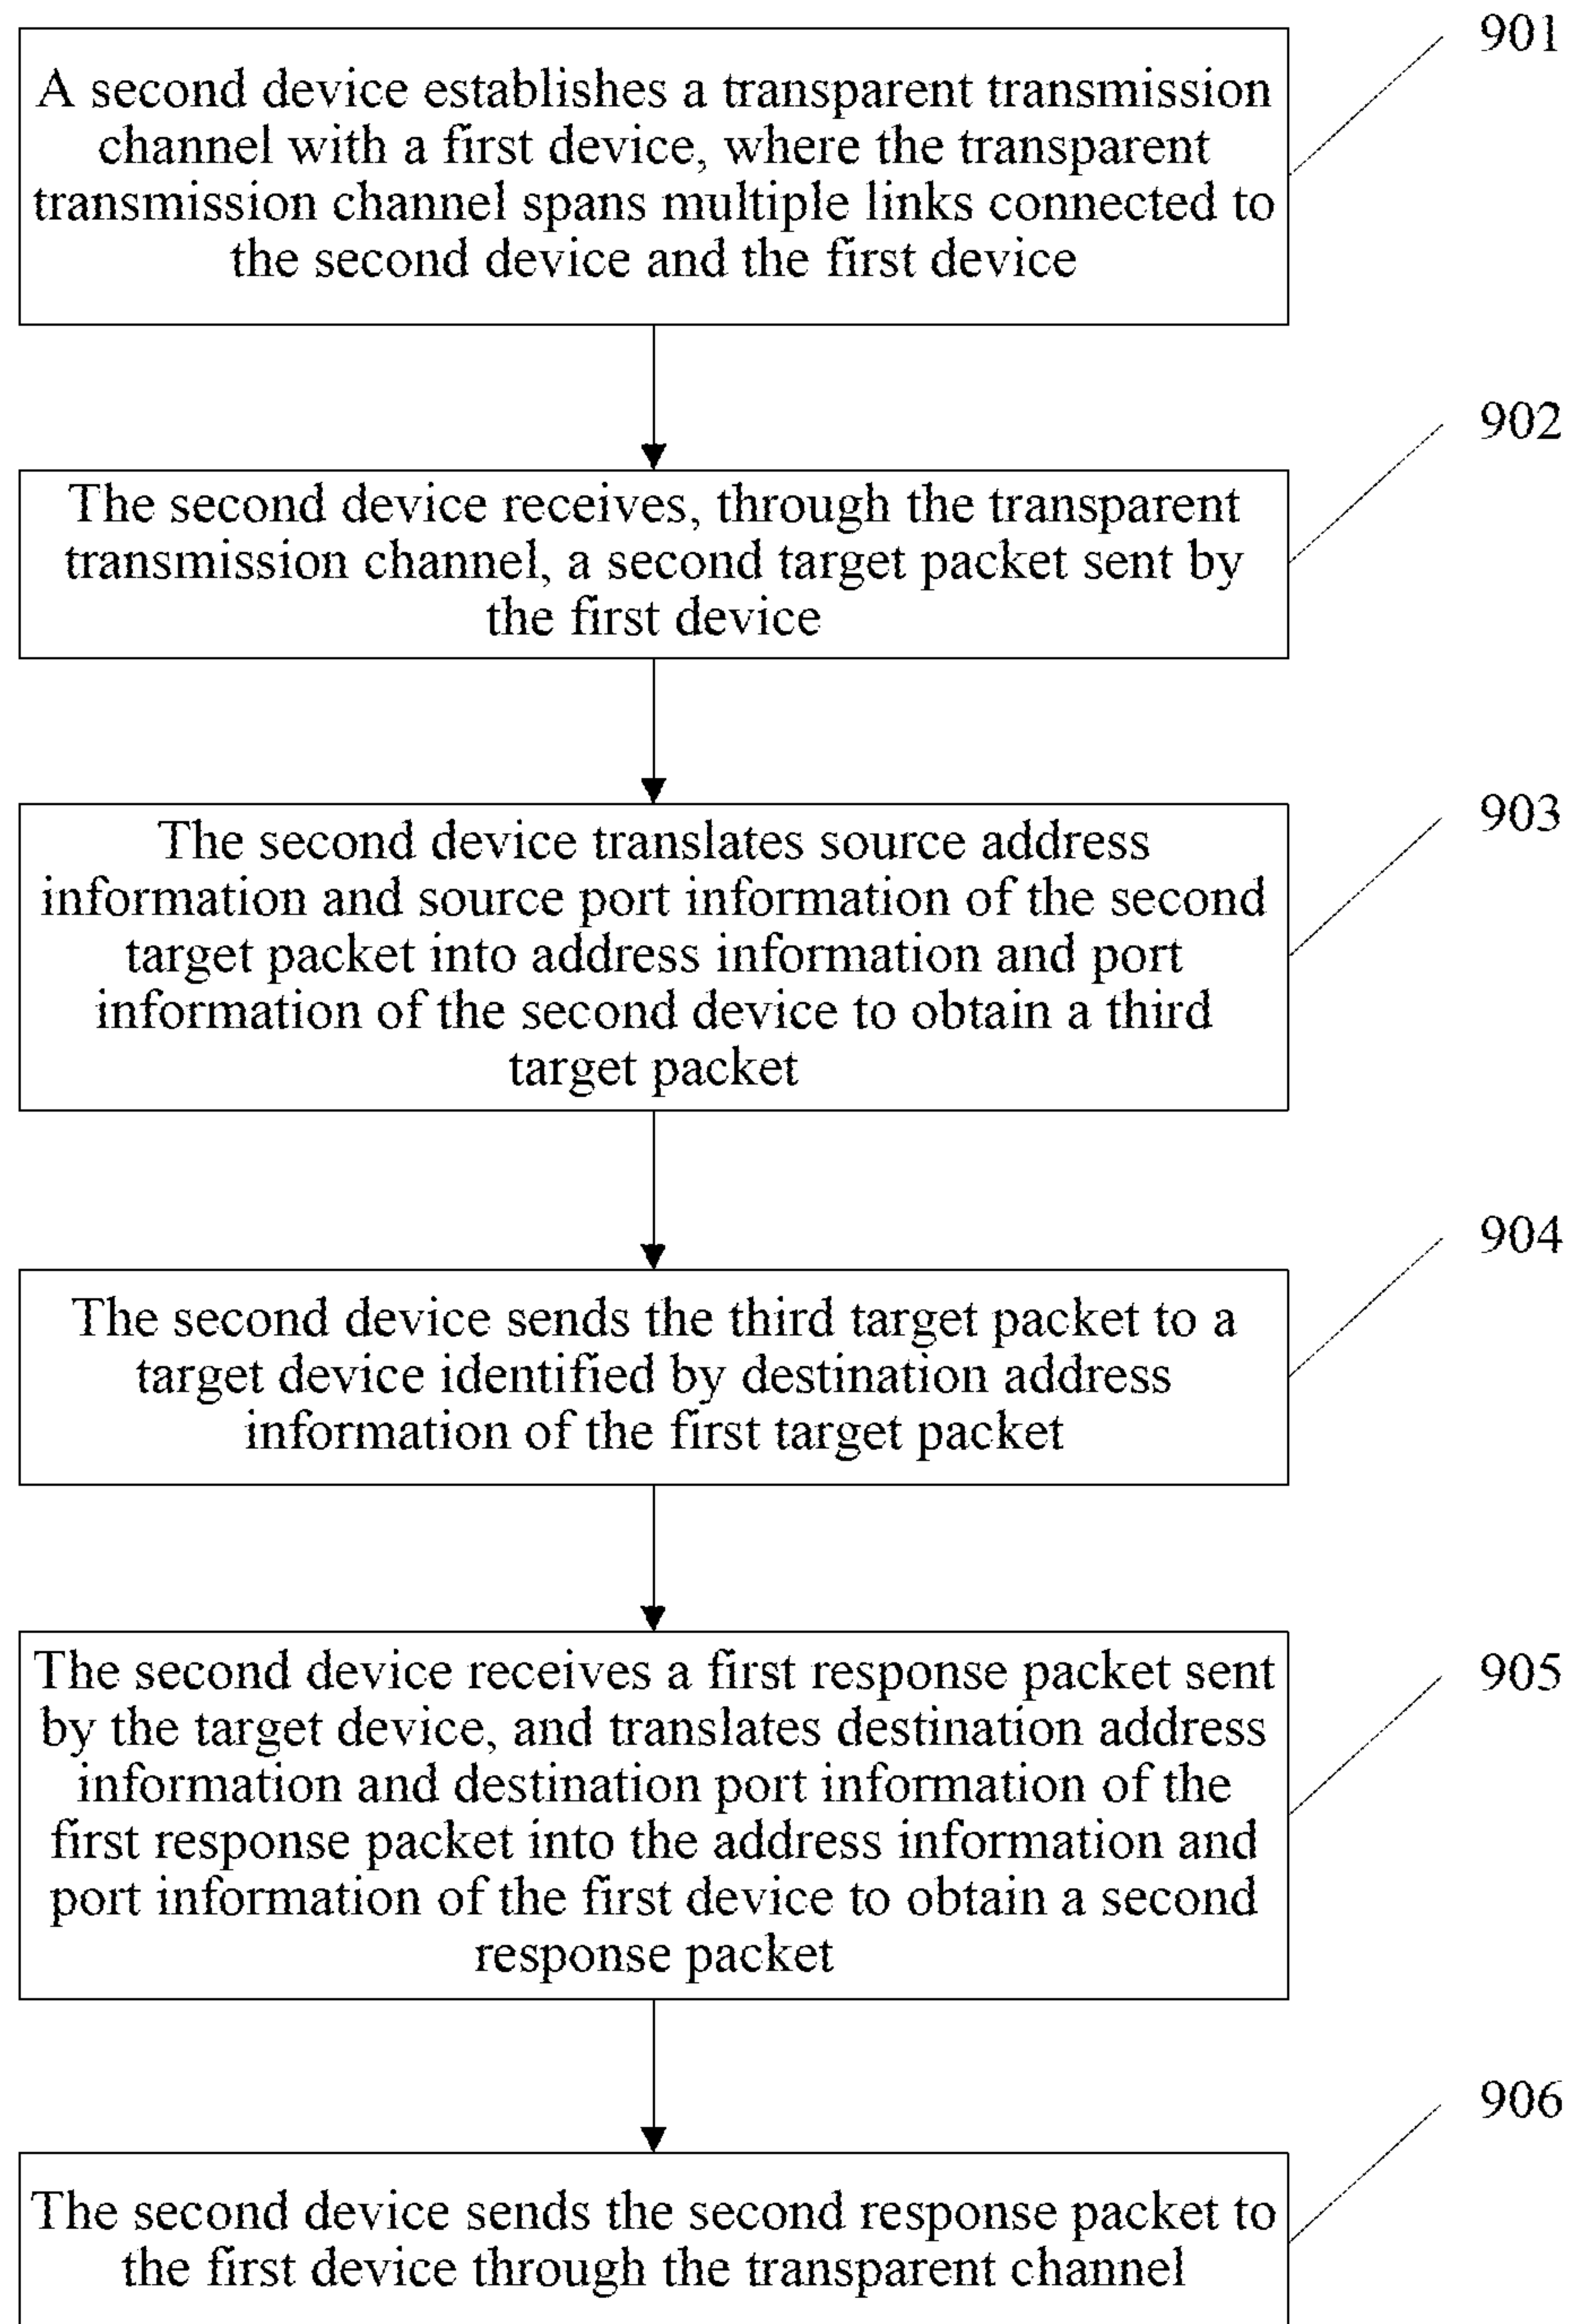 901
A second device establishes a transparent transmission
channel with a first device, where the transparent
transmission channel spans multiple links connected to
the second device and the first device
902
The second device receives, through the transparent
transmission channel, a second target packet sent by
the first device
903
The second device translates source address
information and source port information of the second
target packet into address information and port
information of the second device to obtain a third
target packet
904
The second device sends the third target packet to a
target device identified by destination address
information of the first target packet
905
The second device receives a first response packet sent
by the target device, and translates destination address
information and destination port information of the
first response packet into the address information and
port information of the first device to obtain a second
response packet
906
The second device sends the second response packet to
the first device through the transparent channel